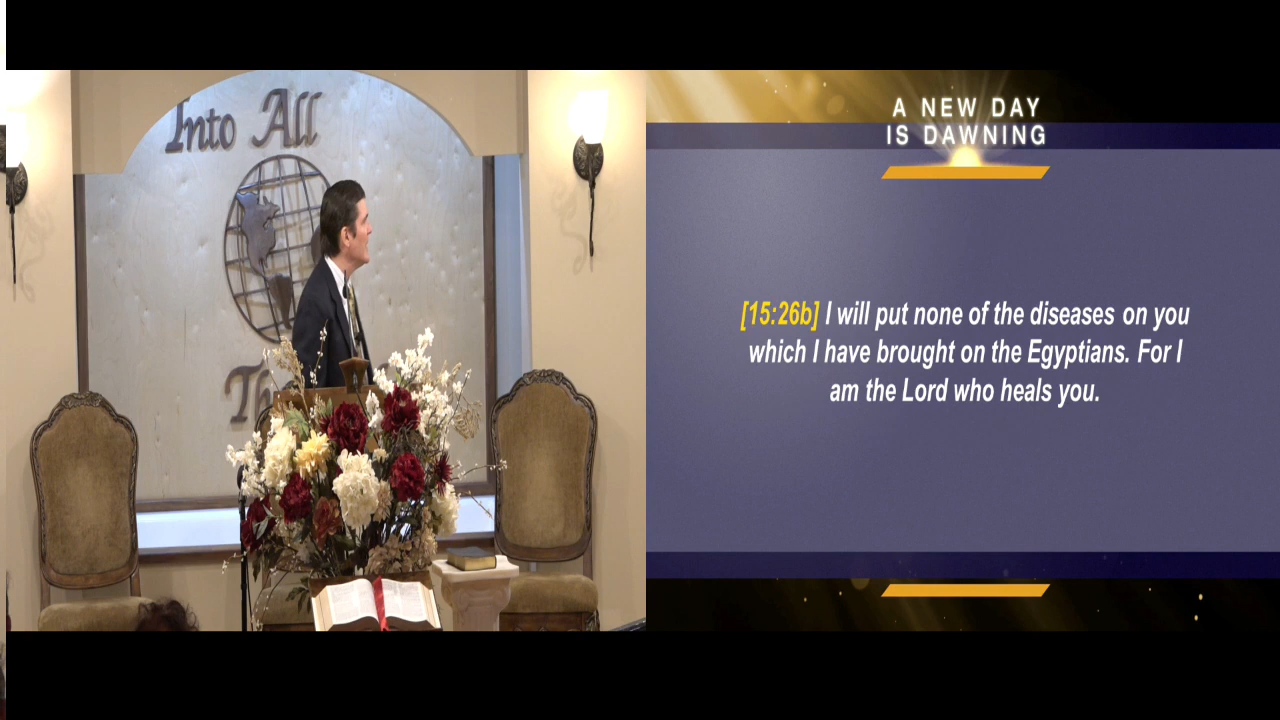 Into All
A NEW DAY
IS DAWNING
[15:26b] I will put none of the diseases on you
which I have brought on the Egyptians. For I
am the Lord who heals you.